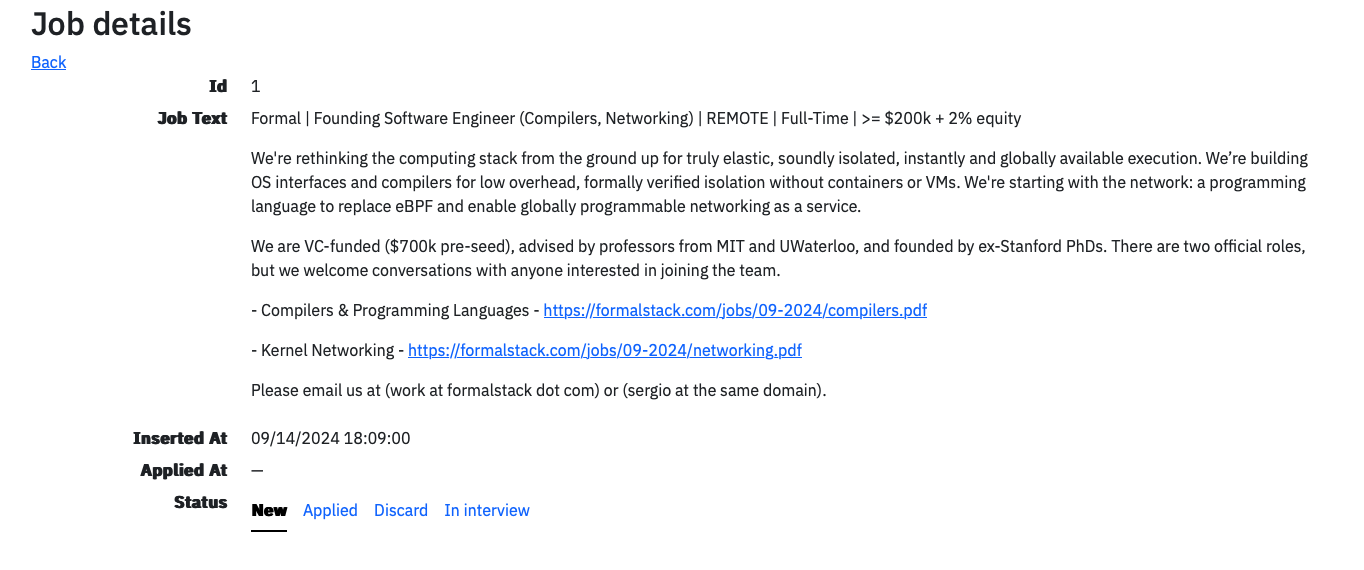 Job details
Back
Id 1
Job Text Formal | Founding Software Engineer (Compilers, Networking) | REMOTE | Full-Time | >= $200k + 2% equity
We're rethinking the computing stack from the ground up for truly elastic, soundly isolated, instantly and globally available execution. We’re building
OS interfaces and compilers for low overhead, formally verified isolation without containers or VMs. We're starting with the network: a programming
language to replace eBPF and enable globally programmable networking as a service.
We are VC-funded ($700k pre-seed), advised by professors from MIT and UWaterloo, and founded by ex-Stanford PhDs. There are two official roles,
but we welcome conversations with anyone interested in joining the team.
- Compilers & Programming Languages - https://formalstack.com/jobs/09-2024/compilers.pdf
- Kernel Networking - https://formalstack.com/jobs/09-2024/networking.pdf
Please email us at (work at formalstack dot com) or (sergio at the same domain).
Inserted At 09/14/2024 18:09:00
Applied At —
Status New Applied Discard In interview